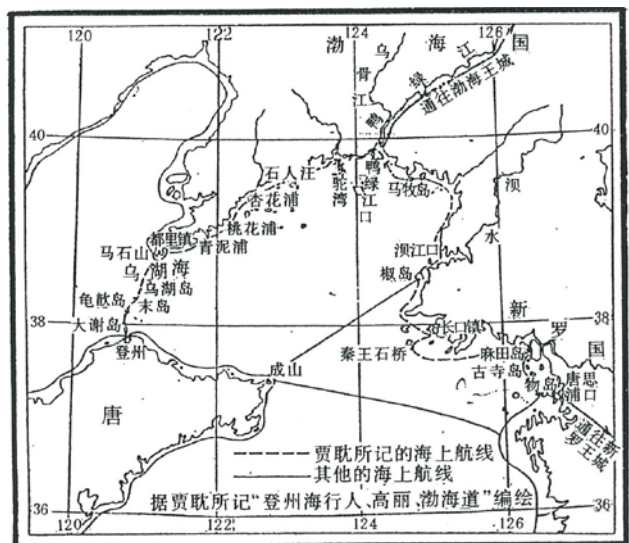 120
122
124
126
渤海国
乌骨江
鸭绿江
通往渤海王城
40
40
石人汪
驼湾
鸭绿江口
马牧岛
坝水
杏花浦
桃花浦
都里镇
青泥浦
马石山
乌湖海
乌湖岛
末岛
坝江口
椒岛
龟歆岛
大谢岛
38
38
登州
长口镇
新罗国
秦王石桥
麻田岛
古寺岛
物岛
唐思浦口
成山
唐
通往新罗王城
贾耽所记的海上航线
其他的海上航线
据贾耽所记“登州海行人、高丽、渤海道”编绘
36
36
120
122
124
126